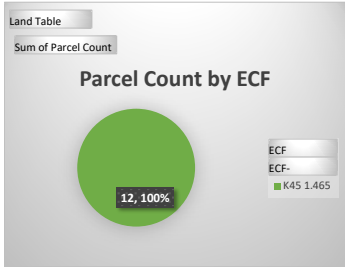 Land Table
Sum of Parcel Count
Parcel Count by ECF
12, 100%
ECF
ECF-
K45 1.465